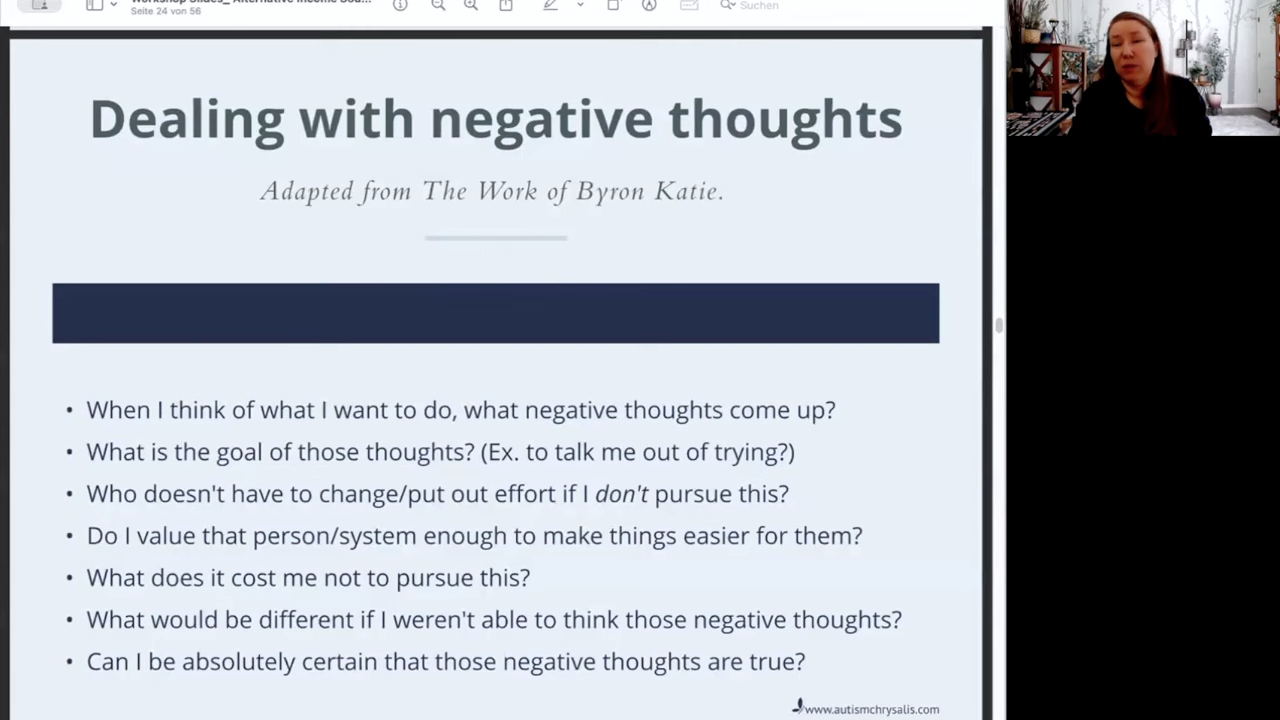 Workshop Slides_ Alternative Income Sou...
Seite 24 von 56
Suchen
Dealing with negative thoughts
Adapted from The Work of Byron Katie.
• When I think of what I want to do, what negative thoughts come up?
• What is the goal of those thoughts? (Ex. to talk me out of trying?)
• Who doesn't have to change/put out effort if I don't pursue this?
• Do I value that person/system enough to make things easier for them?
• What does it cost me not to pursue this?
• What would be different if I weren't able to think those negative thoughts?
• Can I be absolutely certain that those negative thoughts are true?
www.autismchrysalis.com